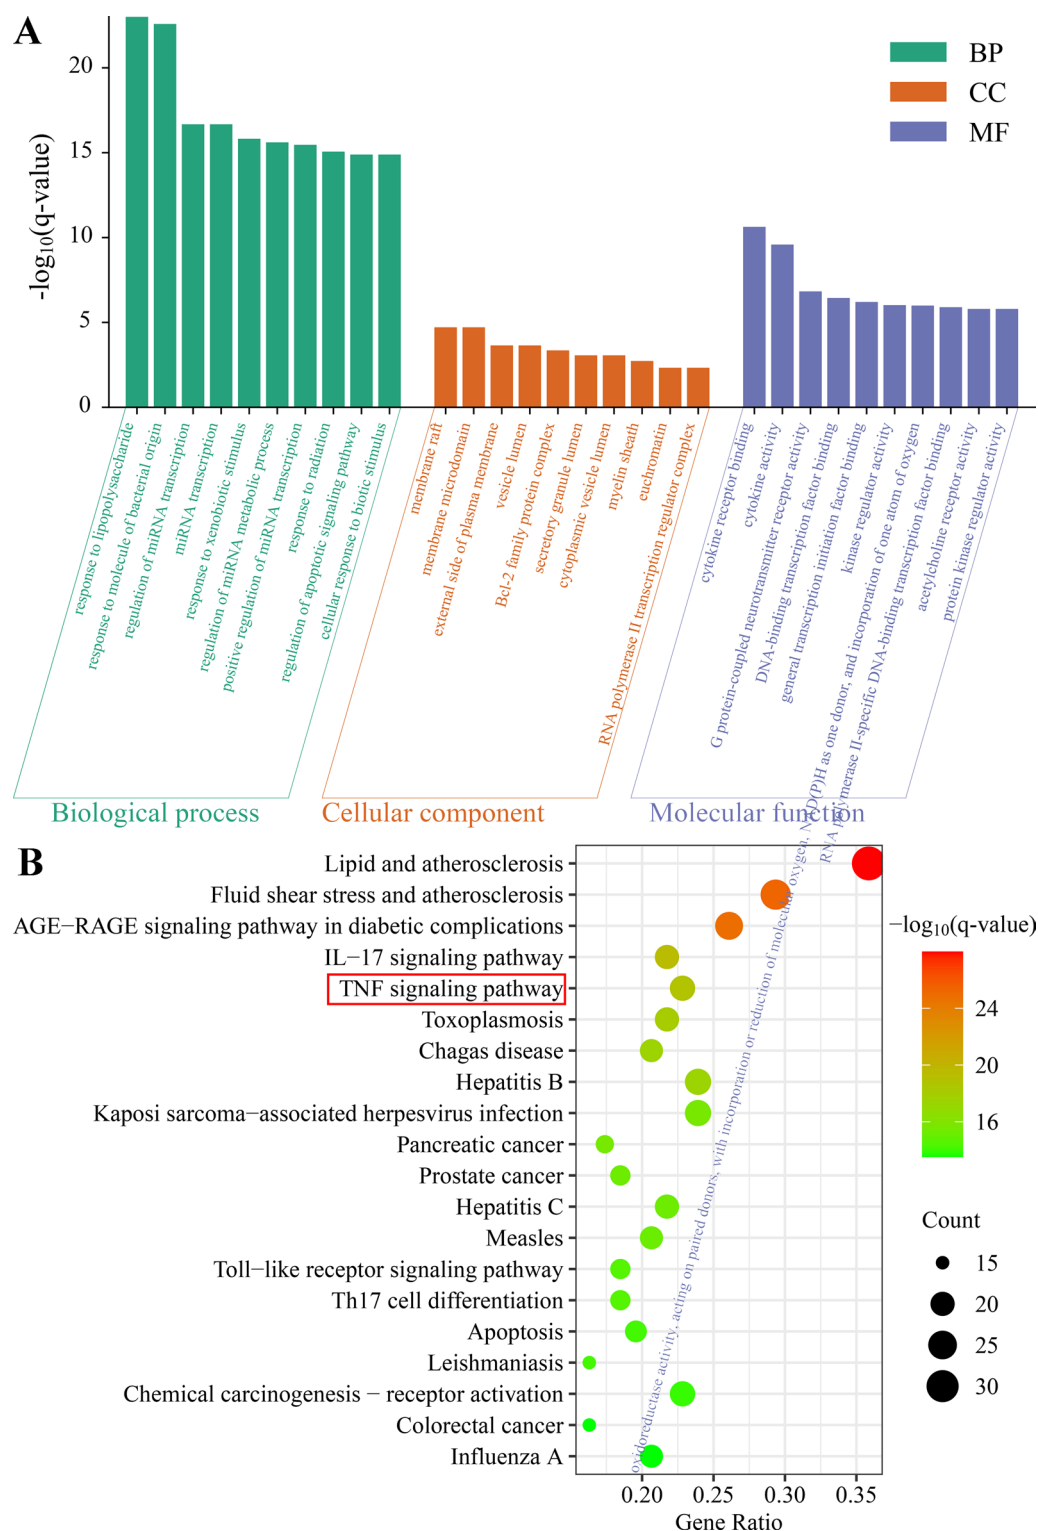 A
BP
CC
MF
-log10(q-value)
20
15
10
5
0
response to lipopolysaccharide
response to molecule of bacterial origin
regulation of miRNA transcription
miRNA transcription
response to xenobiotic stimulus
regulation of miRNA metabolic process
positive regulation of miRNA transcription
response to radiation
regulation of apoptotic signaling pathway
cellular response to biotic stimulus
membrane raft
membrane microdomain
external side of plasma membrane
vesicle lumen
Bcl-2 family protein complex
secretory granule lumen
cytoplasmic vesicle lumen
myelin sheath
euchromatin
RNA polymerase II transcription regulator complex
cytokine receptor binding
cytokine activity
G protein-coupled neurotransmitter receptor activity
DNA-binding transcription factor binding
general transcription initiation factor binding
kinase regulator activity
oxidoreductase activity, acting on paired donors, with incorporation or reduction of molecular oxygen, NAD(P)H as one donor, and incorporation of one atom of oxygen
RNA polymerase II-specific DNA-binding transcription factor binding
acetylcholine receptor activity
protein kinase regulator activity
Biological process
Cellular component
Molecular function
B
Lipid and atherosclerosis
Fluid shear stress and atherosclerosis
AGE−RAGE signaling pathway in diabetic complications
IL−17 signaling pathway
TNF signaling pathway
Toxoplasmosis
Chagas disease
Hepatitis B
Kaposi sarcoma−associated herpesvirus infection
Pancreatic cancer
Prostate cancer
Hepatitis C
Measles
Toll−like receptor signaling pathway
Th17 cell differentiation
Apoptosis
Leishmaniasis
Chemical carcinogenesis − receptor activation
Colorectal cancer
Influenza A
0.20
0.25
0.30
0.35
Gene Ratio
−log10(q-value)
24
20
16
Count
15
20
25
30